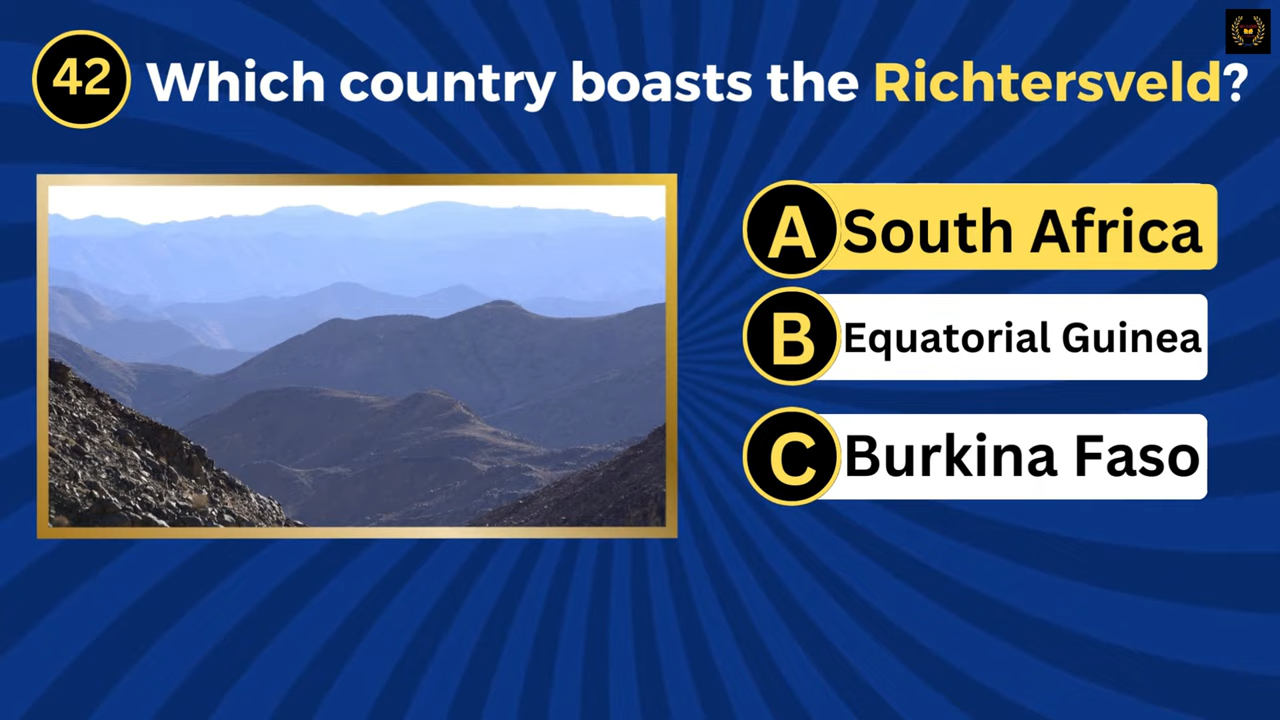 42 Which country boasts the Richtersveld?
A South Africa
B Equatorial Guinea
C Burkina Faso